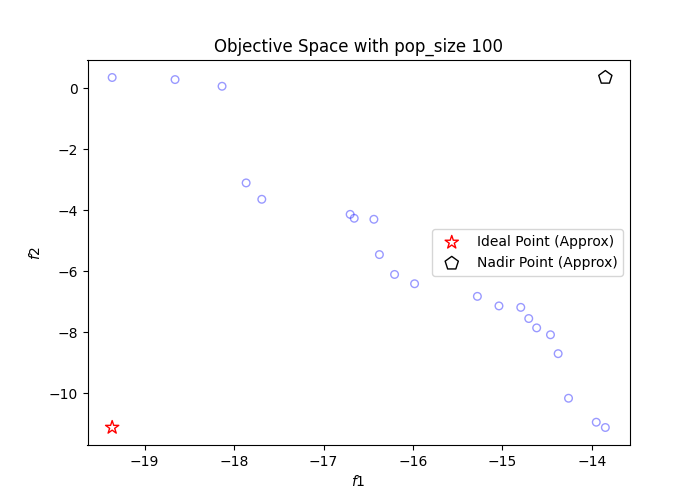 Objective Space with pop_size 100
f2
0
−2
−4
−6
−8
−10
Ideal Point (Approx)
Nadir Point (Approx)
−19
−18
−17
−16
−15
−14
f1